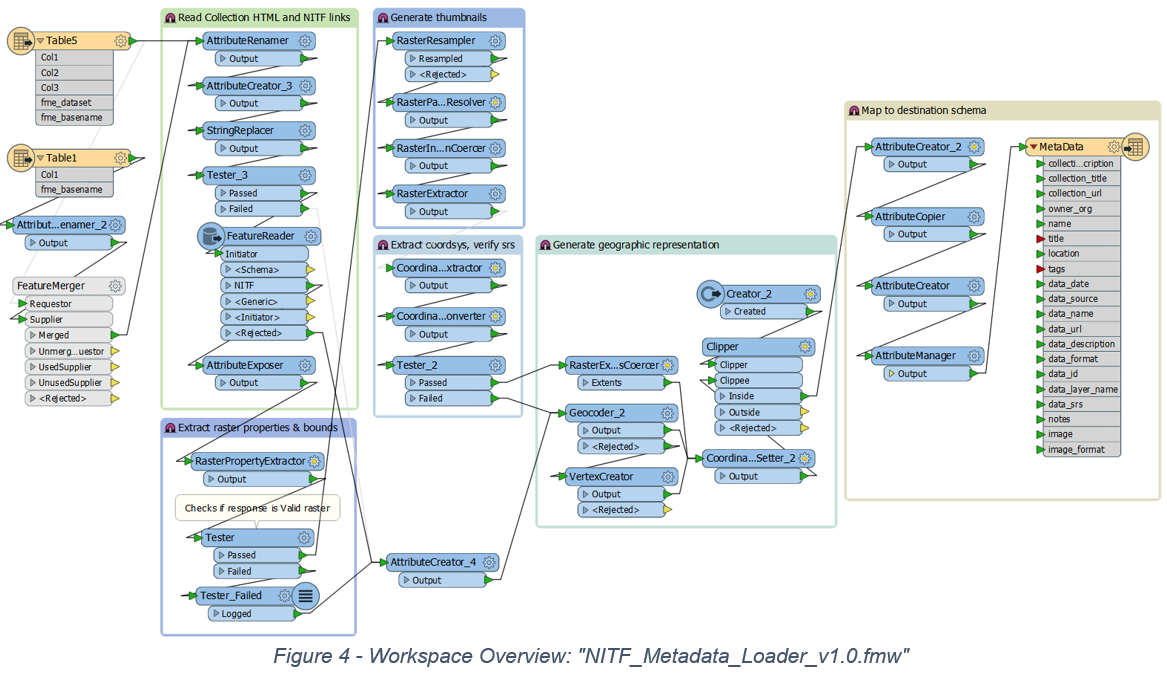 Table5
Col1
Col2
Col3
fme_dataset
fme_basename
Table1
Col1
fme_basename
Attribut...enamer_2
Output
FeatureMerger
Requestor
Supplier
Merged
Unmerg...uestor
UsedSupplier
UnusedSupplier
<Rejected>
Read Collection HTML and NITF links
AttributeRenamer
Output
AttributeCreator_3
Output
StringReplacer
Output
Tester_3
Passed
Failed
FeatureReader
Initiator
<Schema>
NITF
<Generic>
<Initiator>
<Rejected>
AttributeExposer
Output
Extract raster properties & bounds
RasterPropertyExtractor
Output
Checks if response is Valid raster
Tester
Passed
Failed
Tester_Failed
Logged
Generate thumbnails
RasterResampler
Resampled
<Rejected>
RasterPa...Resolver
Output
RasterIn...nCoercer
Output
RasterExtractor
Output
Extract coordsys, verify srs
Coordina...xtractor
Output
Coordina...onverter
Output
Tester_2
Passed
Failed
AttributeCreator_4
Output
Generate geographic representation
RasterEx...sCoercer
Extents
Geocoder_2
Output
<Rejected>
VertexCreator
Output
<Rejected>
Creator_2
Created
Clipper
Clipper
Clippee
Inside
Outside
<Rejected>
Coordina...Setter_2
Output
Map to destination schema
AttributeCreator_2
Output
AttributeCopier
Output
AttributeCreator
Output
AttributeManager
Output
MetaData
collecti...cription
collection_title
collection_url
owner_org
name
title
location
tags
data_date
data_source
data_name
data_url
data_description
data_format
data_id
data_layer_name
data_srs
notes
image
image_format
Figure 4 - Workspace Overview: "NITF_Metadata_Loader_v1.0.fmw"